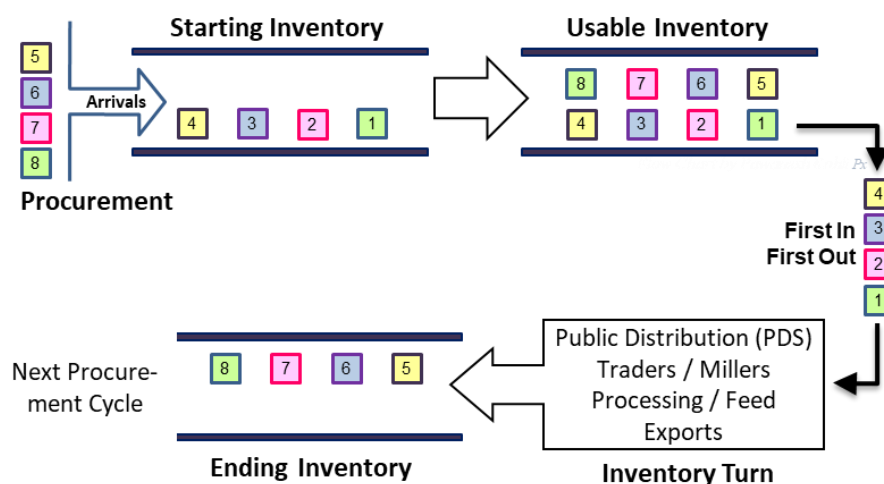 Starting Inventory
Usable Inventory
5
6
7
8
Arrivals
4 3 2 1
8 7 6 5
4 3 2 1
Procurement
Px
4
3
2
1
First In
First Out
Next Procure-
ment Cycle
8 7 6 5
Public Distribution (PDS)
Traders / Millers
Processing / Feed
Exports
Ending Inventory
Inventory Turn